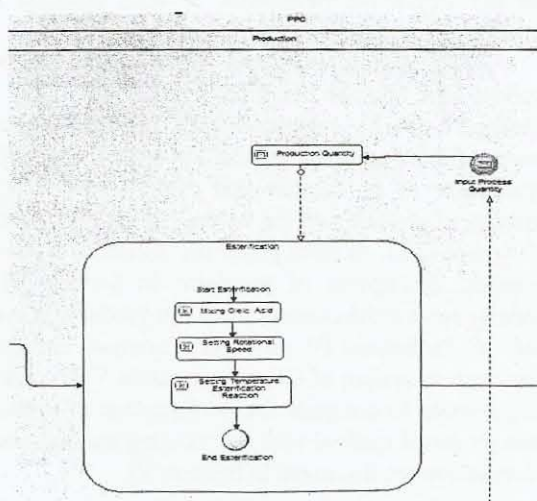 PPC
Production
Production Quantity
Input Process
Quantity
Esterification
Start Esterification
Mixing Oleic Acid
Setting Rotational
Speed
Setting Temperature
Esterification
Reaction
End Esterification